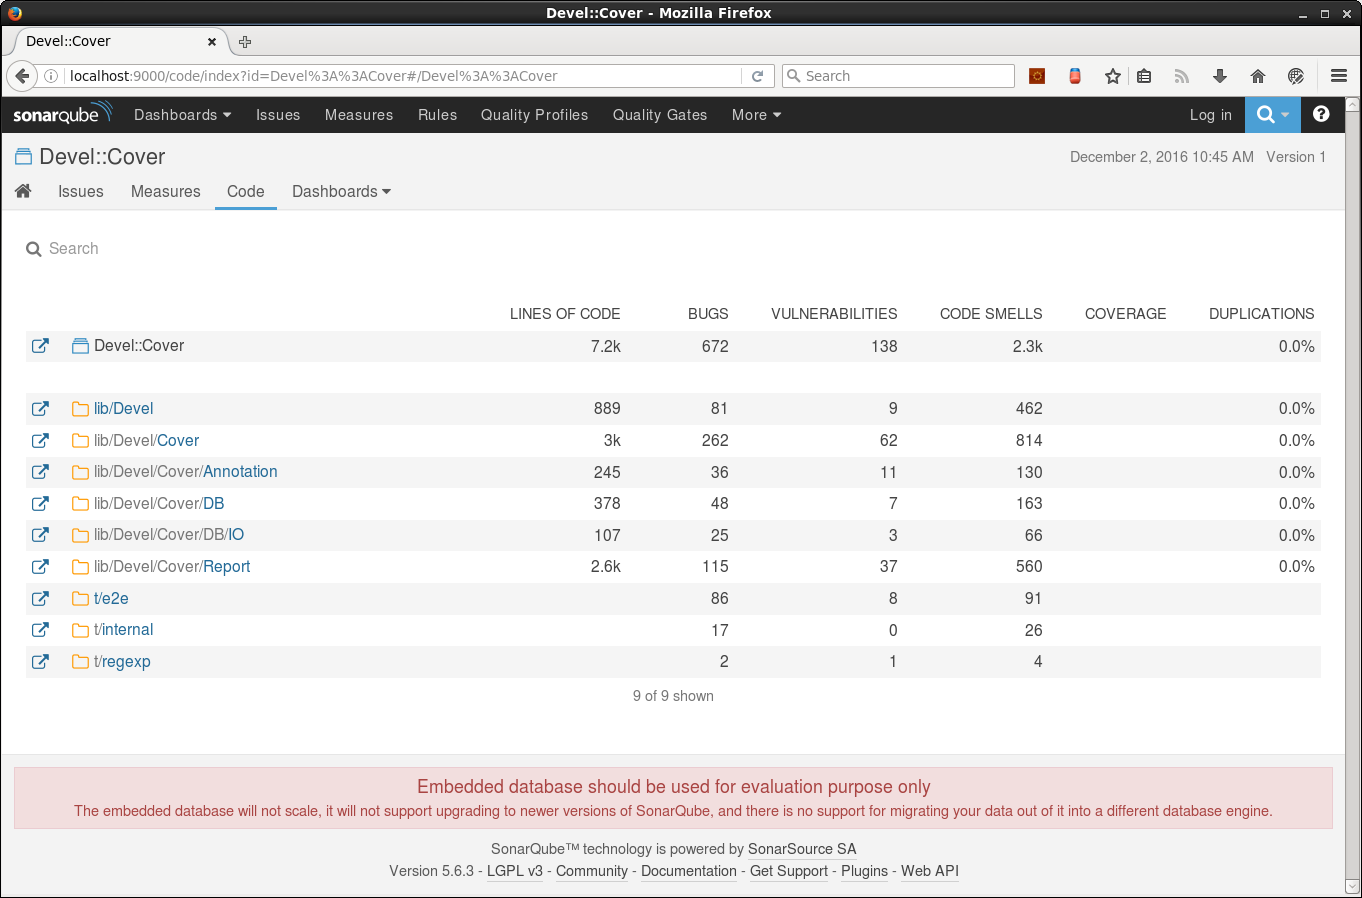 Devel::Cover - Mozilla Firefox
Devel::Cover
localhost:9000/code/index?id=Devel%3A%3ACover#/Devel%3A%3ACover Search
sonarqube Dashboards Issues Measures Rules Quality Profiles Quality Gates More Log in
Devel::Cover December 2, 2016 10:45 AM Version 1
Issues Measures Code Dashboards
Search
LINES OF CODE BUGS VULNERABILITIES CODE SMELLS COVERAGE DUPLICATIONS
Devel::Cover 7.2k 672 138 2.3k 0.0%
lib/Devel 889 81 9 462 0.0%
lib/Devel/Cover 3k 262 62 814 0.0%
lib/Devel/Cover/Annotation 245 36 11 130 0.0%
lib/Devel/Cover/DB 378 48 7 163 0.0%
lib/Devel/Cover/DB/IO 107 25 3 66 0.0%
lib/Devel/Cover/Report 2.6k 115 37 560 0.0%
t/e2e 86 8 91
t/internal 17 0 26
t/regexp 2 1 4
9 of 9 shown
Embedded database should be used for evaluation purpose only
The embedded database will not scale, it will not support upgrading to newer versions of SonarQube, and there is no support for migrating your data out of it into a different database engine.
SonarQube™ technology is powered by SonarSource SA
Version 5.6.3 - LGPL v3 - Community - Documentation - Get Support - Plugins - Web API